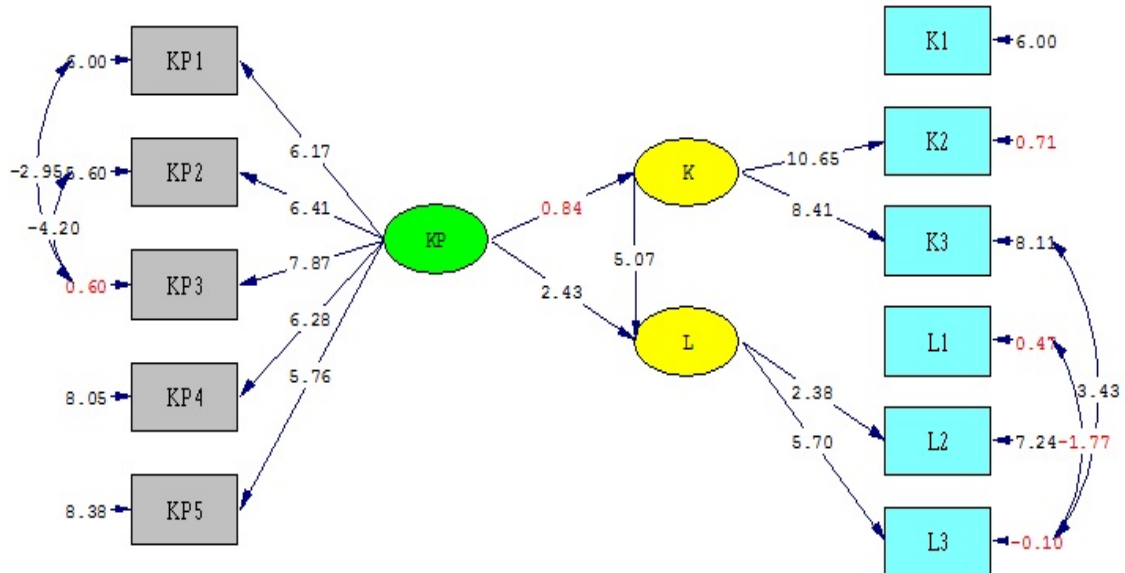 6.00 KP1
-2.95
KP2
-4.20
0.60 KP3
8.05 KP4
8.38 KP5
6.17
6.41
7.87
6.28
5.76
KP
0.84
2.43
K
5.07
L
10.65
8.41
2.38
5.70
K1 6.00
K2 0.71
K3 8.11
L1 0.47
3.43
L2 7.24 -1.77
L3 -0.10